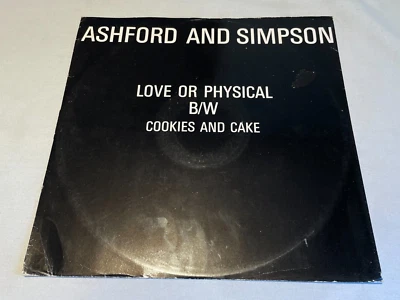 ASHFORD AND SIMPSON
LOVE OR PHYSICAL
B/W
COOKIES AND CAKE